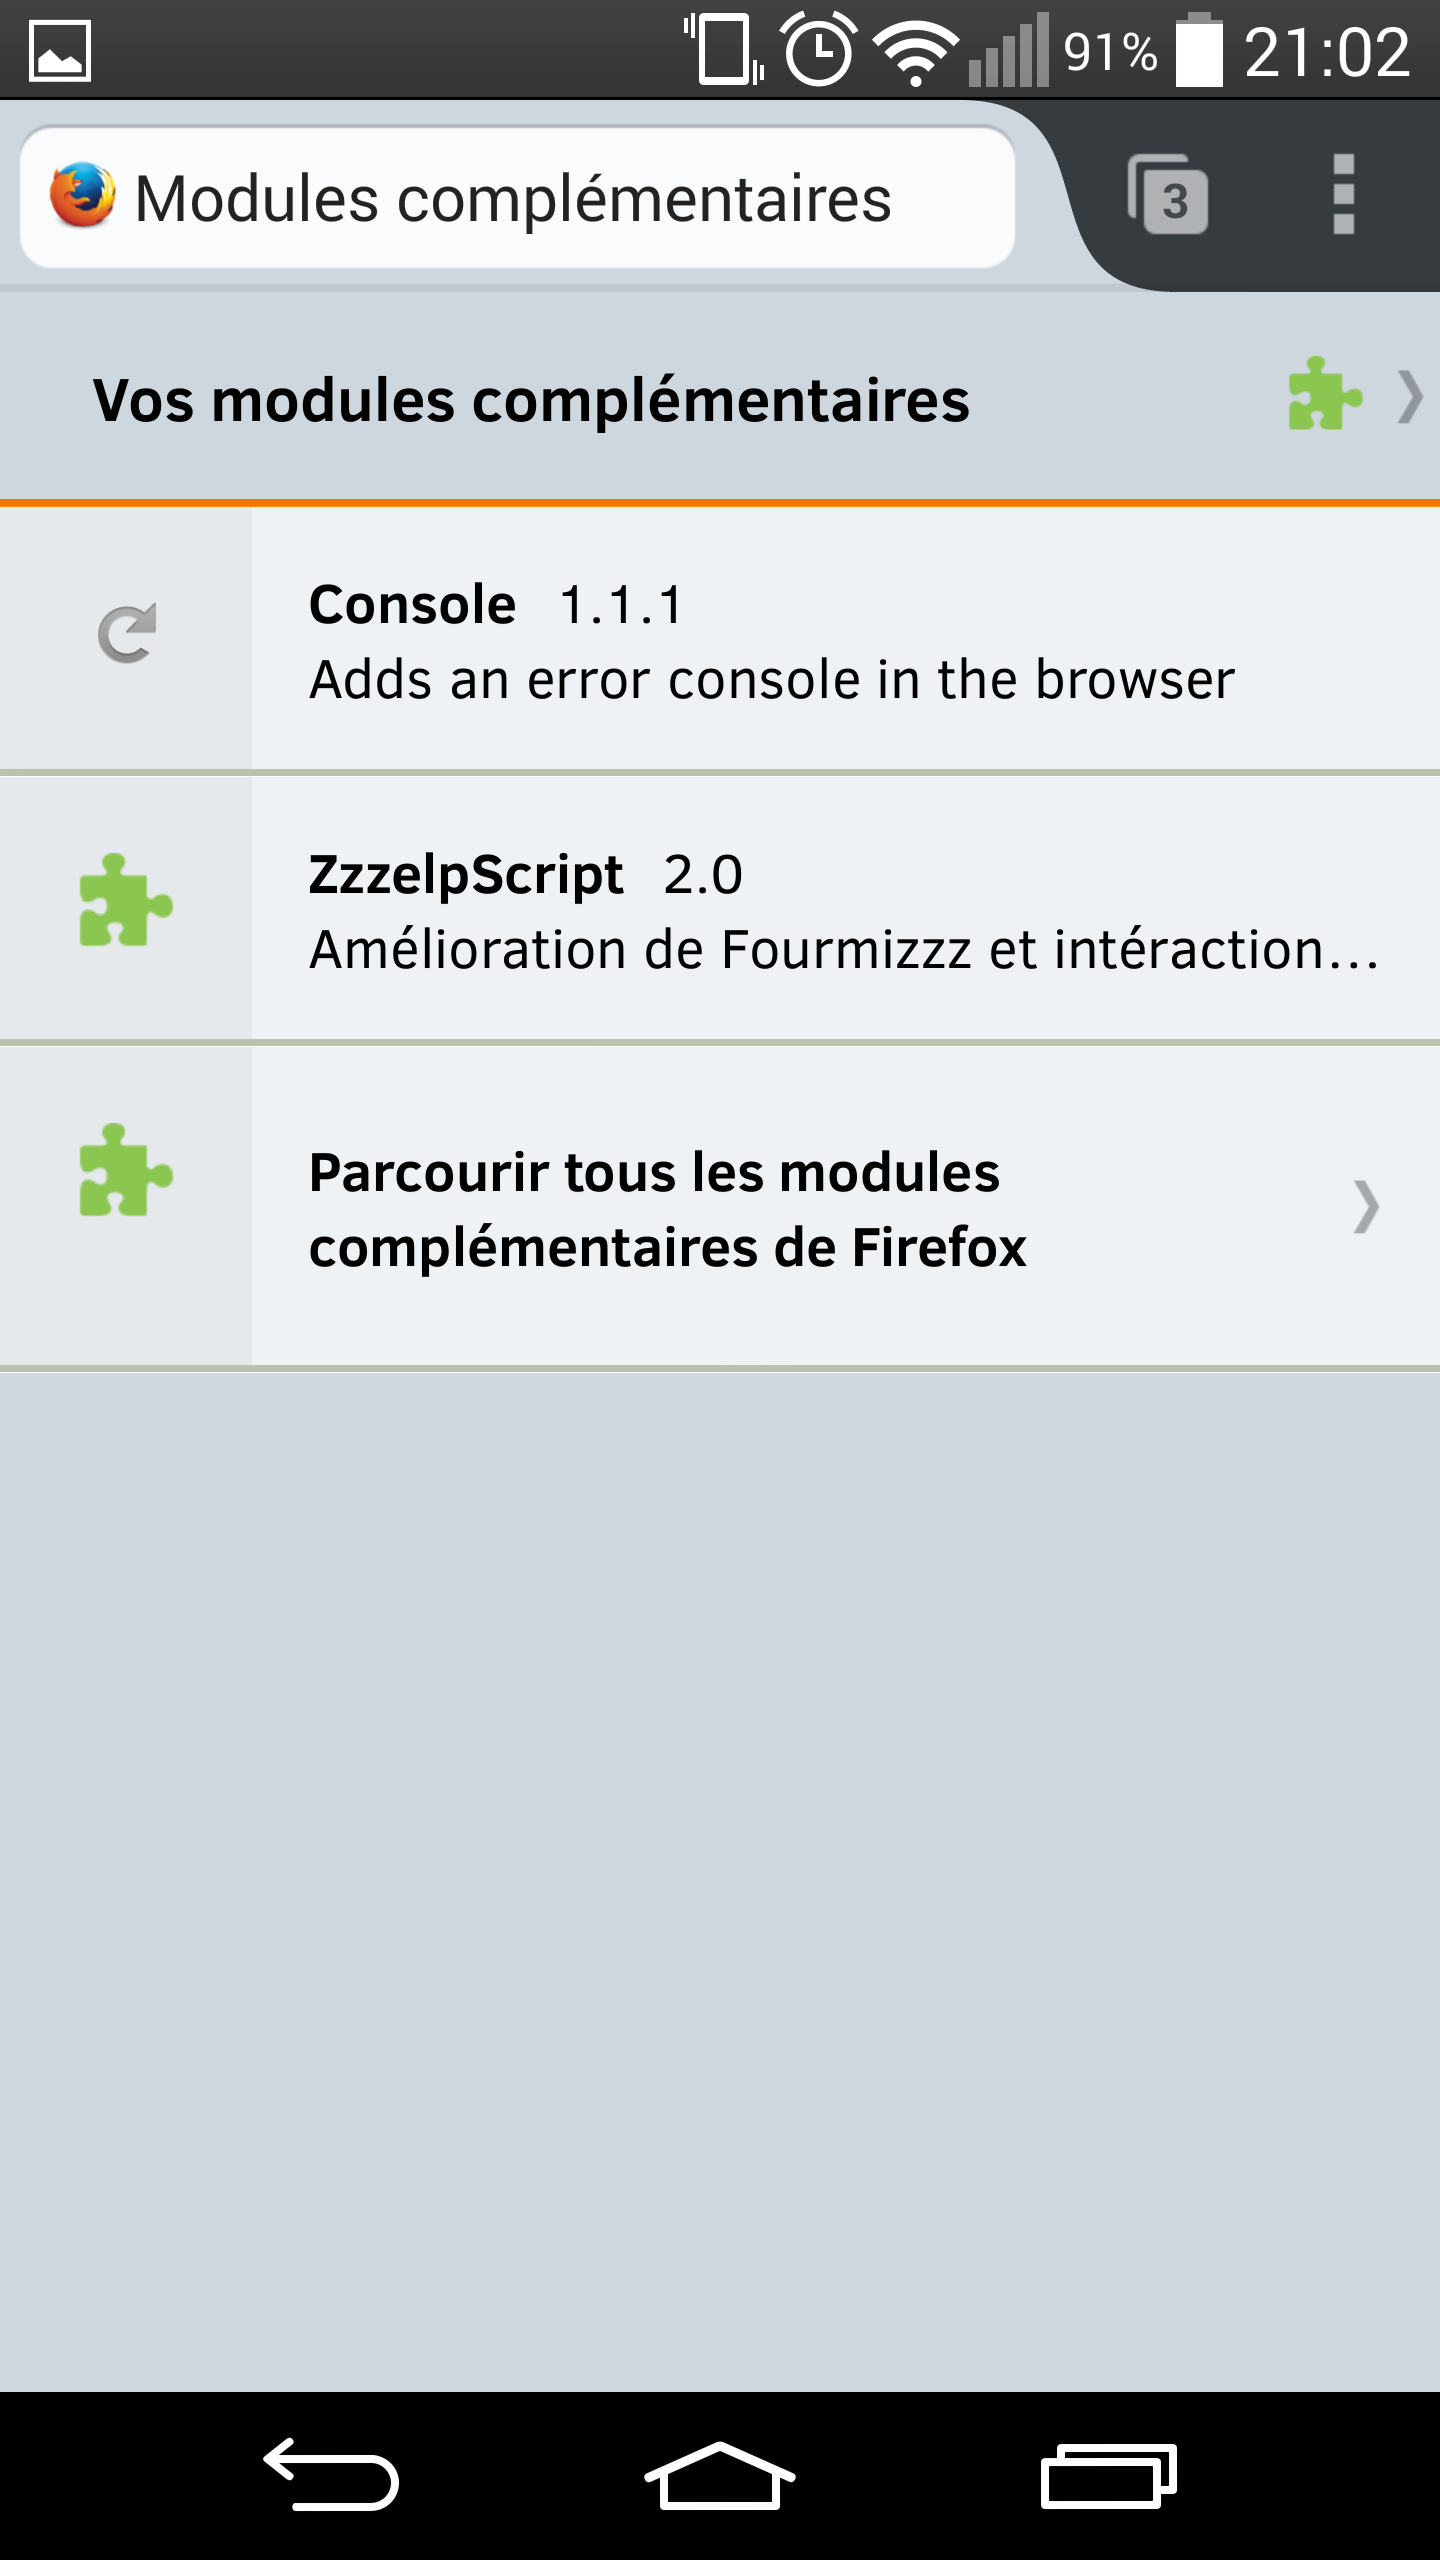 91% 21:02
Modules complémentaires 3
Vos modules complémentaires
Console 1.1.1
Adds an error console in the browser
ZzzelpScript 2.0
Amélioration de Fourmizzz et intéraction...
Parcourir tous les modules
complémentaires de Firefox